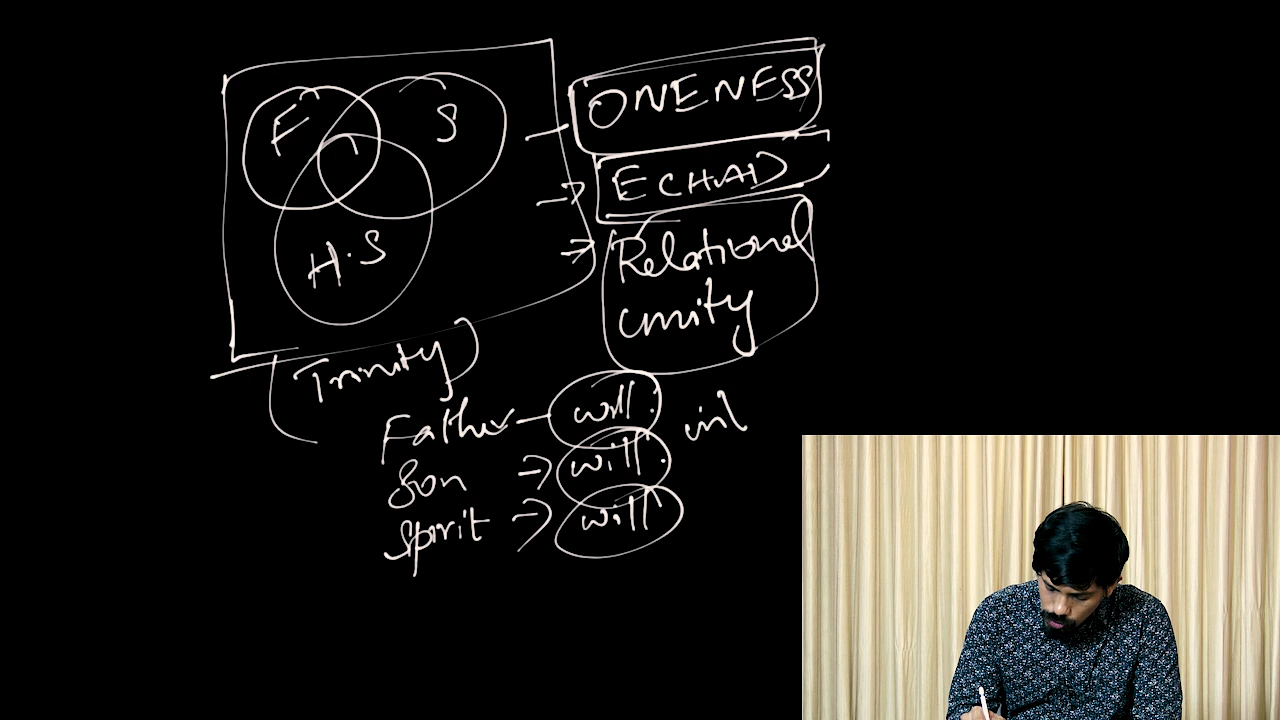 F S
H.S
ONENESS
ECHAD
Relational
unity
Trinity
Father – will.
Son → will.
Spirit → will